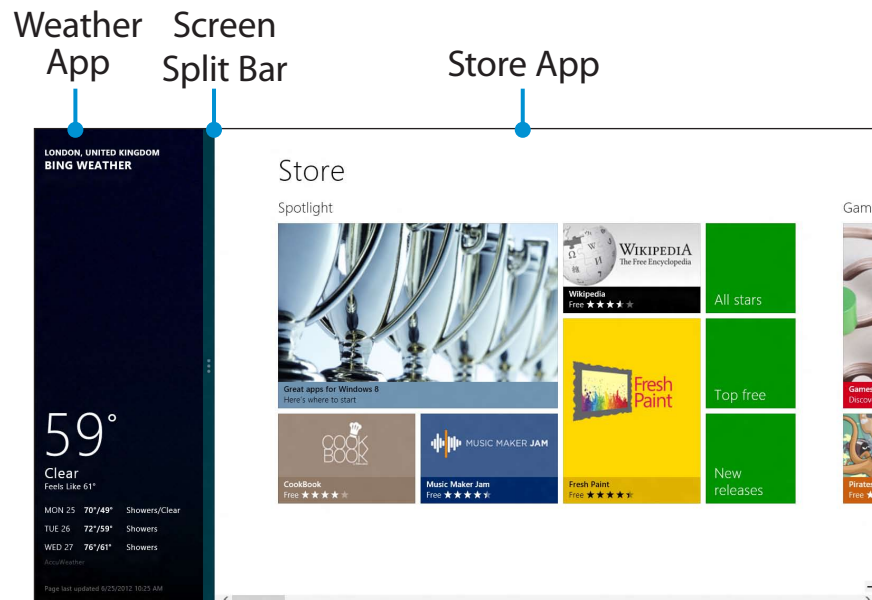 Weather App
Screen Split Bar
Store App
LONDON, UNITED KINGDOM
BING WEATHER
59°
Clear
Feels Like 61°
MON 25 70°/49° Showers/Clear
TUE 26 72°/59° Showers
WED 27 76°/61° Showers
AccuWeather
Page last updated 6/25/2012 10:25 AM
Store
Spotlight
Great apps for Windows 8
Here's where to start
WIKIPEDIA
The Free Encyclopedia
Wikipedia
Free
All stars
Fresh
Paint
Top free
COOK
BOOK
CookBook
Free
MUSIC MAKER JAM
Music Maker Jam
Free
Fresh Paint
Free
New
releases
Gam
Games
Discov
Pirates
Free